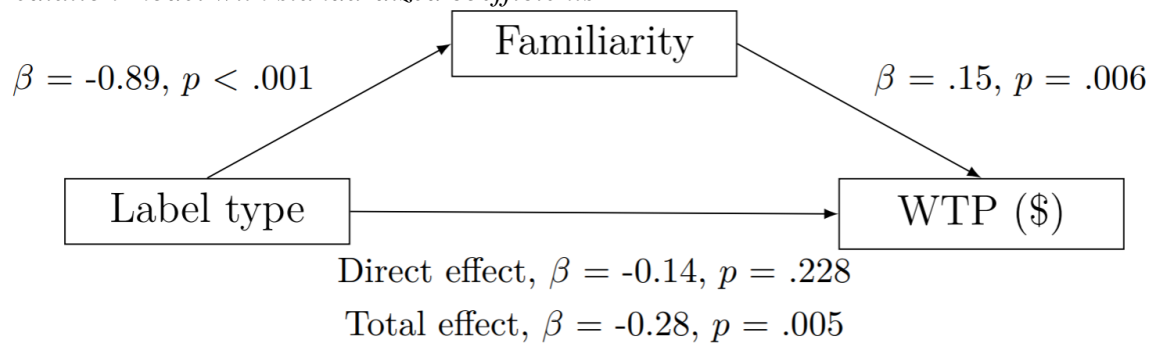 Familiarity
β = -0.89, p < .001
β = .15, p = .006
Label type
WTP ($)
Direct effect, β = -0.14, p = .228
Total effect, β = -0.28, p = .005